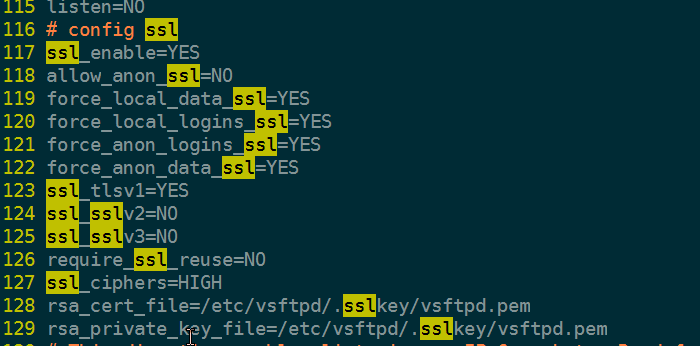 115 listen=NO
116 # config ssl
117 ssl_enable=YES
118 allow_anon_ssl=NO
119 force_local_data_ssl=YES
120 force_local_logins_ssl=YES
121 force_anon_logins_ssl=YES
122 force_anon_data_ssl=YES
123 ssl_tlsv1=YES
124 ssl_sslv2=NO
125 ssl_sslv3=NO
126 require_ssl_reuse=NO
127 ssl_ciphers=HIGH
128 rsa_cert_file=/etc/vsftpd/.sslkey/vsftpd.pem
129 rsa_private_key_file=/etc/vsftpd/.sslkey/vsftpd.pem